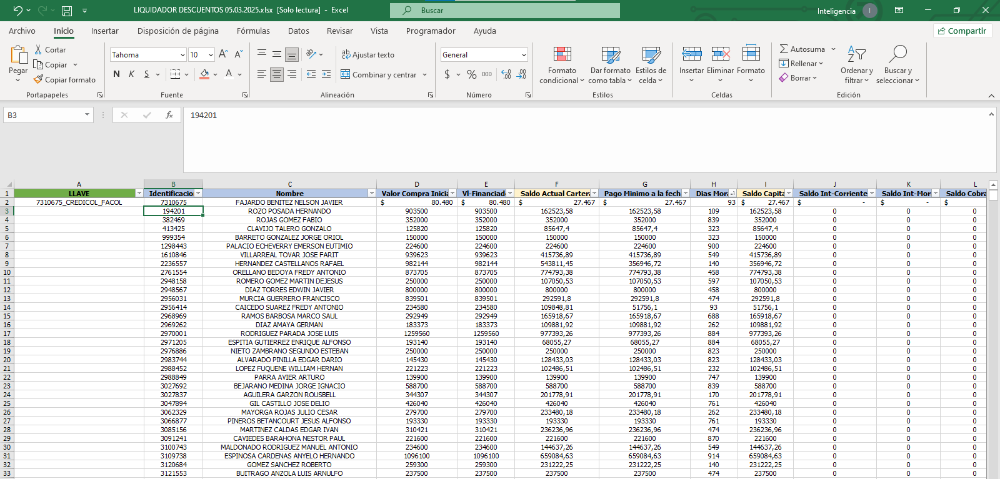 LIQUIDADOR DESCUENTOS 05.03.2025.xlsx [Solo lectura] - Excel
Buscar
Inteligencia I
Archivo Inicio Insertar Disposición de página Fórmulas Datos Revisar Vista Programador Ayuda Compartir
Pegar
Cortar
Copiar
Copiar formato
Portapapeles
Tahoma 10
N K S
Fuente
Ajustar texto
Combinar y centrar
Alineación
General
$ % 000
Número
Formato condicional
Dar formato como tabla
Estilos de celda
Estilos
Insertar Eliminar Formato
Celdas
Autosuma
Rellenar
Borrar
Ordenar y filtrar
Buscar y seleccionar
Edición
B3 fx 194201
A B C D E F G H I J K L
1 LLAVE Identificacio Nombre Valor Compra Inicia Vl-Financiad Saldo Actual Carter Pago Minimo a la fech Dias Mora Saldo Capita Saldo Int-Corriente Saldo Int-Mor Saldo Cobra
2 7310675_CREDICOL_FACOL 7310675 FAJARDO BENITEZ NELSON JAVIER $ 80.480 $ 80.480 $ 27.467 $ 27.467 93 $ 27.467 $ - $ - $
3 194201 ROZO POSADA HERNANDO 903500 903500 162523,58 162523,58 109 162523,58 0 0 0
4 382469 ROJAS GOMEZ FABIO 352000 352000 352000 352000 839 352000 0 0 0
5 413425 CLAVIJO TALERO GONZALO 125820 125820 85647,4 85647,4 323 85647,4 0 0 0
6 999354 BARRETO GONZALEZ JORGE ORIOL 150000 150000 150000 150000 323 150000 0 0 0
7 1298443 PALACIO ECHEVERRY EMERSON EUTIMIO 224600 224600 224600 224600 900 224600 0 0 0
8 1610846 VILLARREAL TOVAR JOSE FARIT 939623 939623 415736,89 415736,89 549 415736,89 0 0 0
9 2236557 HERNANDEZ CASTELLANOS RAFAEL 982144 982144 543811,45 356946,72 140 356946,72 0 0 0
10 2761554 ORELLANO BEDOYA FREDY ANTONIO 873705 873705 774793,38 774793,38 458 774793,38 0 0 0
11 2948158 ROMERO GOMEZ MARTIN DEJESUS 250000 250000 107050,53 107050,53 597 107050,53 0 0 0
12 2948567 DIAZ TORRES EDWIN JAVIER 800000 800000 800000 800000 458 800000 0 0 0
13 2956031 MURCIA GUERRERO FRANCISCO 839501 839501 292591,8 292591,8 474 292591,8 0 0 0
14 2956414 CAICEDO SUAREZ FREDY ANTONIO 234580 234580 109848,81 51756,1 93 51756,1 0 0 0
15 2968969 RAMOS BARBOSA MARCO SAUL 292949 292949 165918,67 165918,67 688 165918,67 0 0 0
16 2969262 DIAZ AMAYA GERMAN 183373 183373 109881,92 109881,92 262 109881,92 0 0 0
17 2970001 RODRIGUEZ PARADA JOSE LUIS 1259560 1259560 977393,26 977393,26 884 977393,26 0 0 0
18 2971205 ESPITIA GUTIERREZ ENRIQUE ALFONSO 193140 193140 68055,27 68055,27 884 68055,27 0 0 0
19 2976886 NIETO ZAMBRANO SEGUNDO ESTEBAN 250000 250000 250000 250000 823 250000 0 0 0
20 2983744 ALVARADO PINILLA EDGAR DARIO 145430 145430 128433,03 128433,03 823 128433,03 0 0 0
21 2988452 LOPEZ FUQUENE WILLIAM HERNAN 221223 221223 102486,51 102486,51 232 102486,51 0 0 0
22 2988849 PARRA AVIER ARTURO 139900 139900 139900 139900 747 139900 0 0 0
23 3027692 BEJARANO MEDINA JORGE IGNACIO 588700 588700 588700 588700 839 588700 0 0 0
24 3027837 AGUILERA GARZON ROUSBELL 344307 344307 201778,91 201778,91 170 201778,91 0 0 0
25 3047894 GIL CASTILLO JOSE DELIO 426040 426040 426040 426040 761 426040 0 0 0
26 3062329 MAYORGA ROJAS JULIO CESAR 279700 279700 233480,18 233480,18 262 233480,18 0 0 0
27 3066877 PINEROS BETANCOURT JESUS ALFONSO 193330 193330 193330 193330 761 193330 0 0 0
28 3085156 MARTINEZ CALDAS EDGAR IVAN 310421 310421 236236,96 236236,96 474 236236,96 0 0 0
29 3091241 CAVIEDES BARAHONA NESTOR PAUL 221600 221600 221600 221600 870 221600 0 0 0
30 3100743 MALDONADO RODRIGUEZ MANUEL ANTONIO 234600 234600 144637,26 144637,26 549 144637,26 0 0 0
31 3109738 ESPINOSA CARDENAS ANYELO HERNANDO 1096100 1096100 659084,63 659084,63 914 659084,63 0 0 0
32 3120684 GOMEZ SANCHEZ ROBERTO 259300 259300 231222,25 231222,25 140 231222,25 0 0 0
33 3121553 BUITRAGO ANZOLA LUIS ARNULFO 237500 237500 237500 237500 474 237500 0 0 0